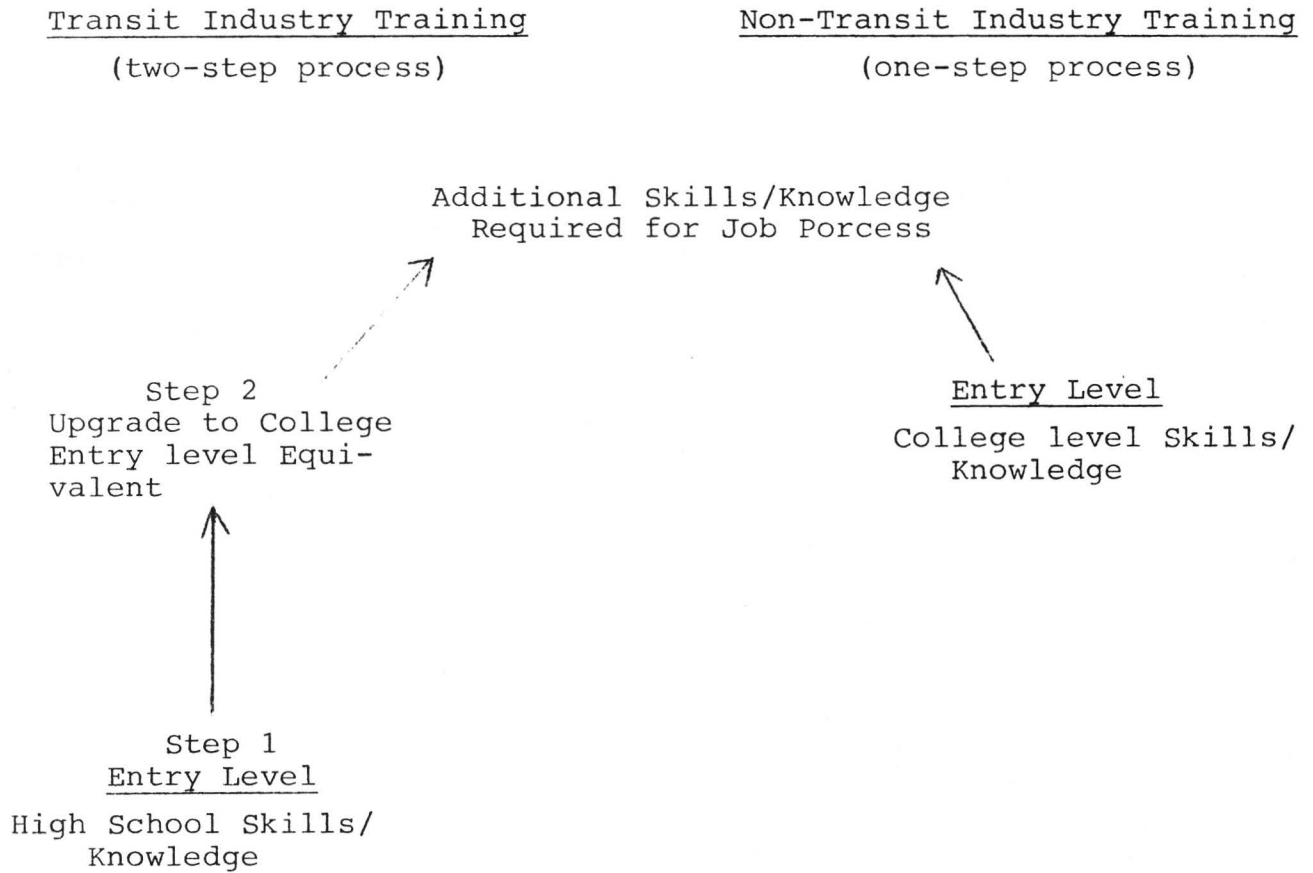 Transit Industry Training
(two-step process)
Non-Transit Industry Training
(one-step process)
Additional Skills/Knowledge
Required for Job Porcess
Step 2
Upgrade to College
Entry level Equi-
valent
Entry Level
College level Skills/
Knowledge
Step 1
Entry Level
High School Skills/
Knowledge